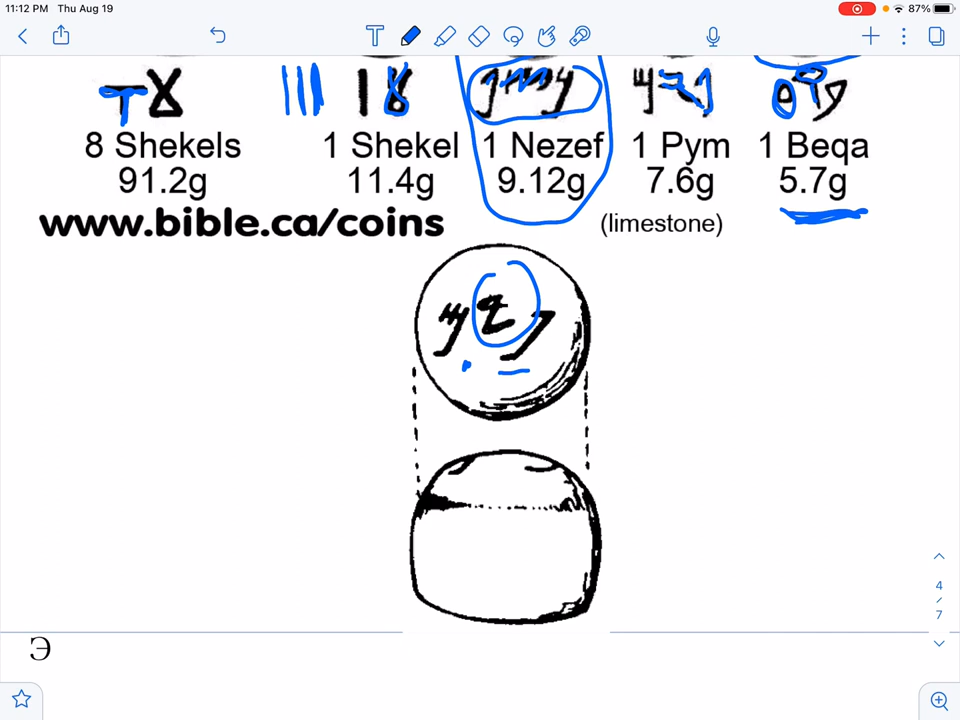 11:12 PM Thu Aug 19 87%
8 Shekels 1 Shekel 1 Nezef 1 Pym 1 Beqa
91.2g 11.4g 9.12g 7.6g 5.7g
www.bible.ca/coins (limestone)
4
7
Э